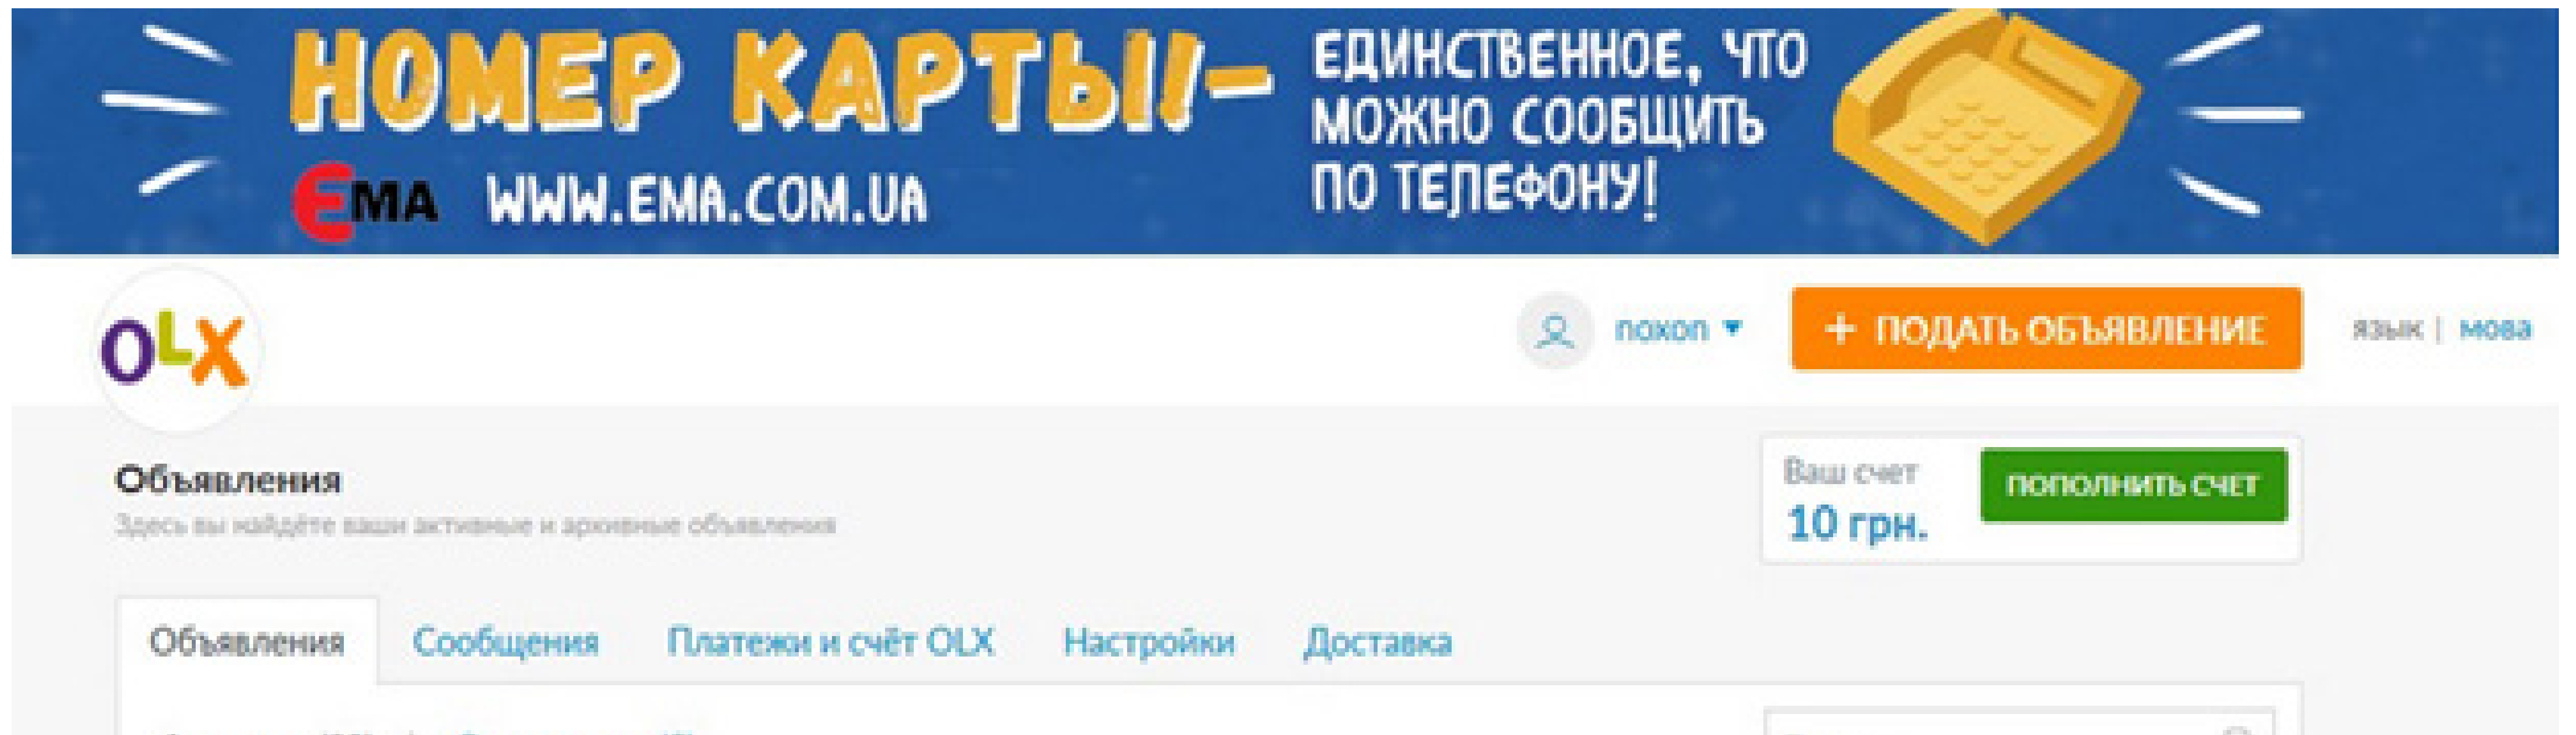 НОМЕР КАРТЫ!-
ЕДИНСТВЕННОЕ, ЧТО
МОЖНО СООБЩИТЬ
ПО ТЕЛЕФОНУ!
EMA WWW.EMA.COM.UA
OLX
noxon
+ ПОДАТЬ ОБЪЯВЛЕНИЕ
язык | мова
Объявления
Здесь вы найдёте ваши активные и архивные объявления
Ваш счет
10 грн.
ПОПОЛНИТЬ СЧЕТ
Объявления Сообщения Платежи и счёт OLX Настройки Доставка